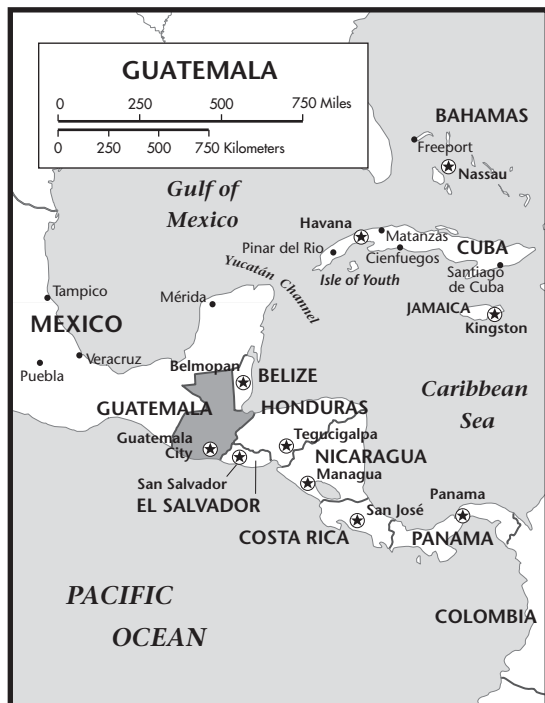 GUATEMALA
0 250 500 750 Miles
0 250 500 750 Kilometers
BAHAMAS
Freeport
Nassau
Gulf of
Mexico
Havana
Matanzas
Pinar del Rio
Cienfuegos
CUBA
Yucatán Channel
Isle of Youth
Santiago
de Cuba
Tampico
Mérida
JAMAICA
Kingston
MEXICO
Veracruz
Puebla
Belmopan
BELIZE
Caribbean
Sea
GUATEMALA
HONDURAS
Guatemala
City
Tegucigalpa
NICARAGUA
San Salvador
Managua
EL SALVADOR
Panama
San José
COSTA RICA
PANAMA
PACIFIC
OCEAN
COLOMBIA